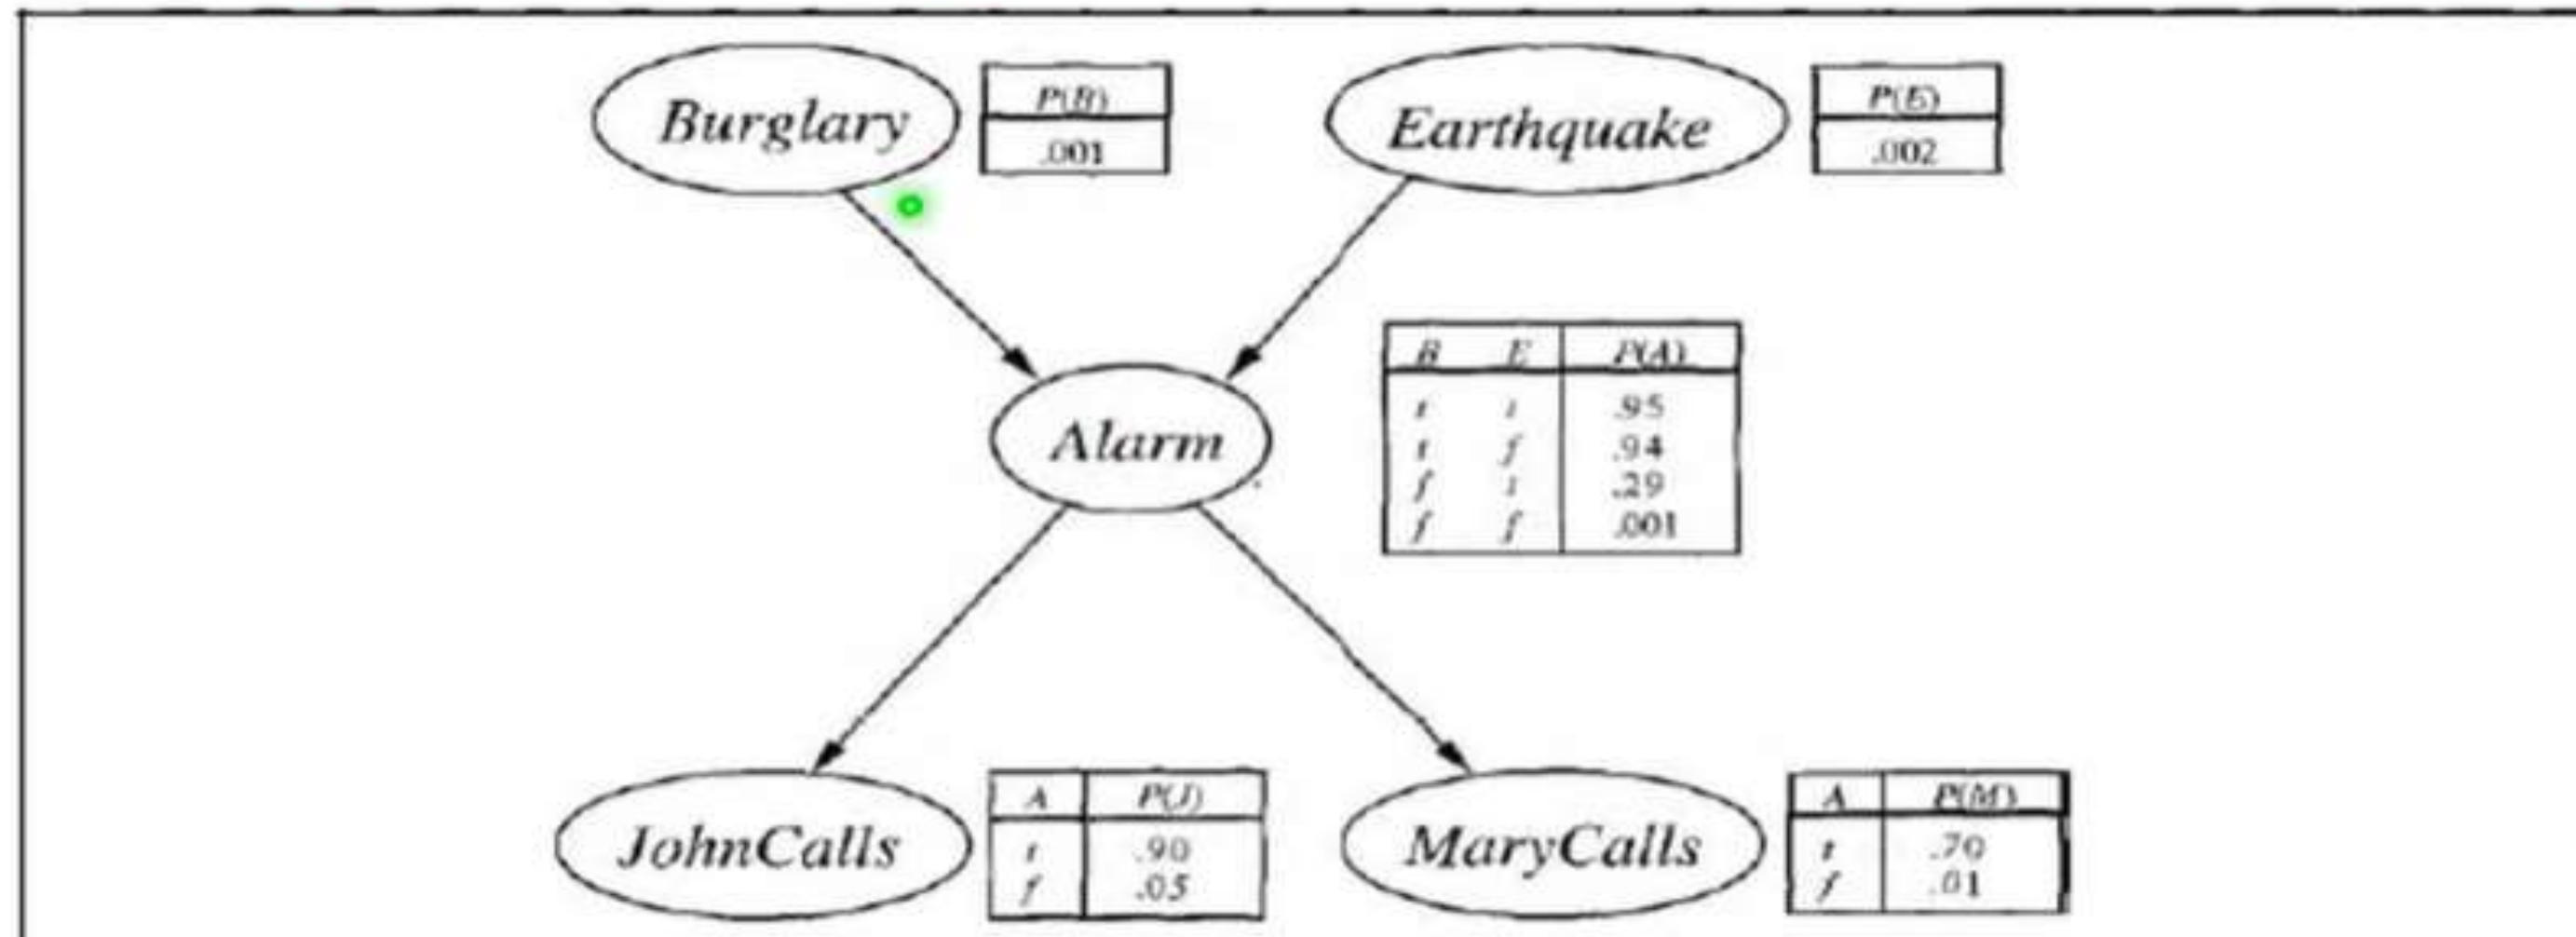 Burglary
P(B)
.001
Earthquake
P(E)
.002
Alarm
B E P(A)
t t .95
t f .94
f t .29
f f .001
JohnCalls
A P(J)
t .90
f .05
MaryCalls
A P(M)
t .70
f .01